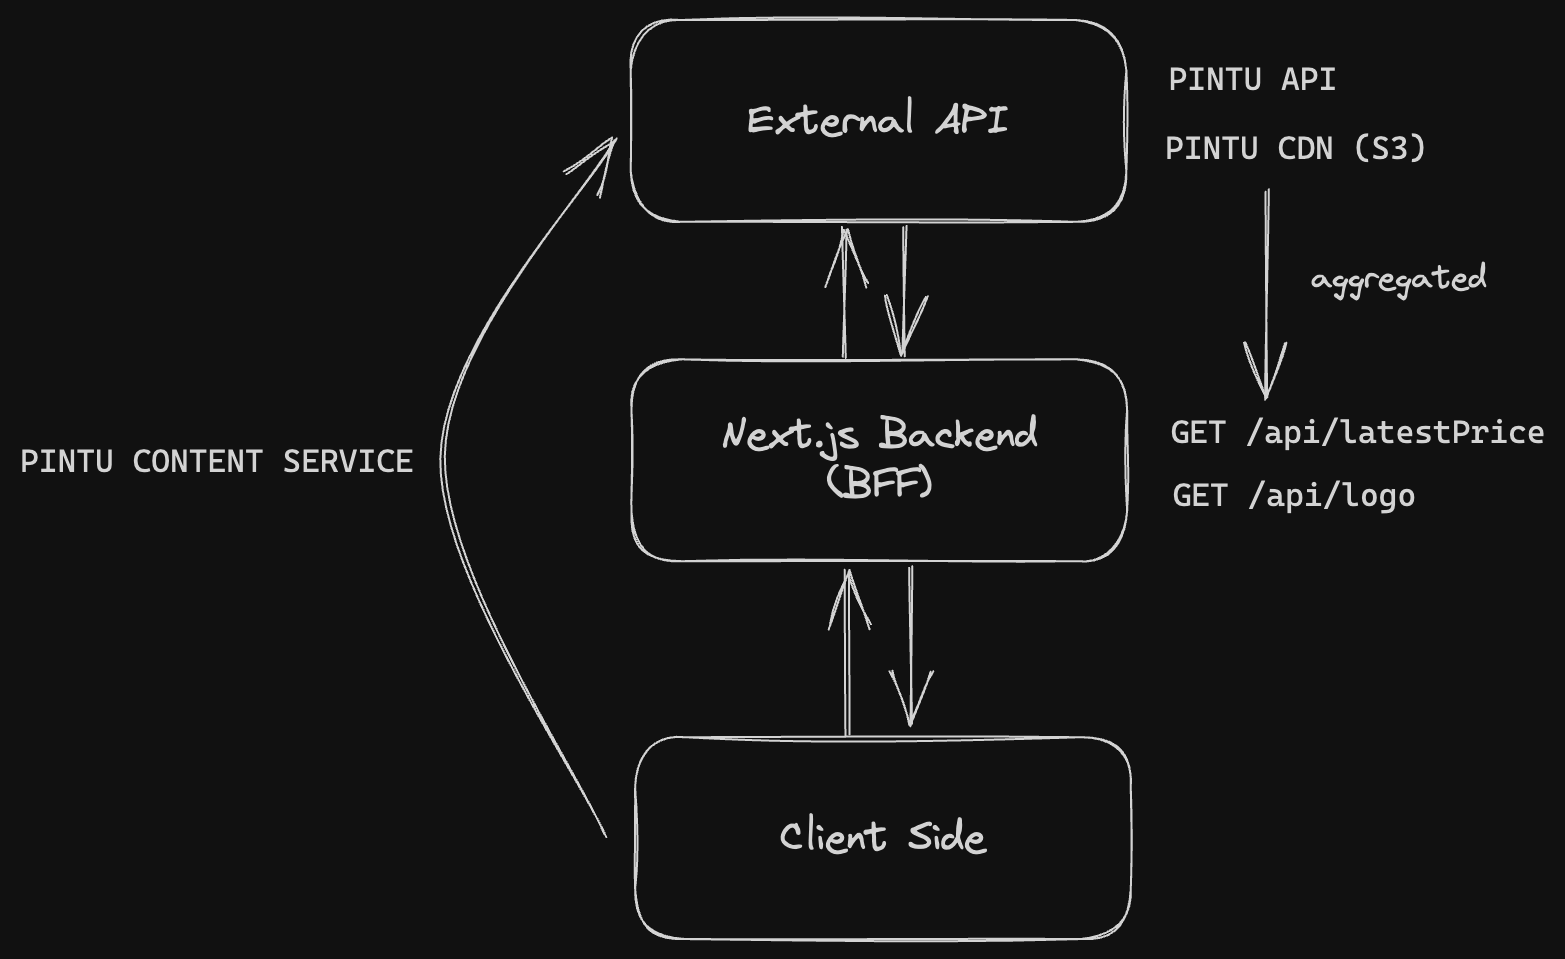 External API
PINTU API
PINTU CDN (S3)
aggregated
PINTU CONTENT SERVICE
Next.js Backend
(BFF)
GET /api/latestPrice
GET /api/logo
Client Side